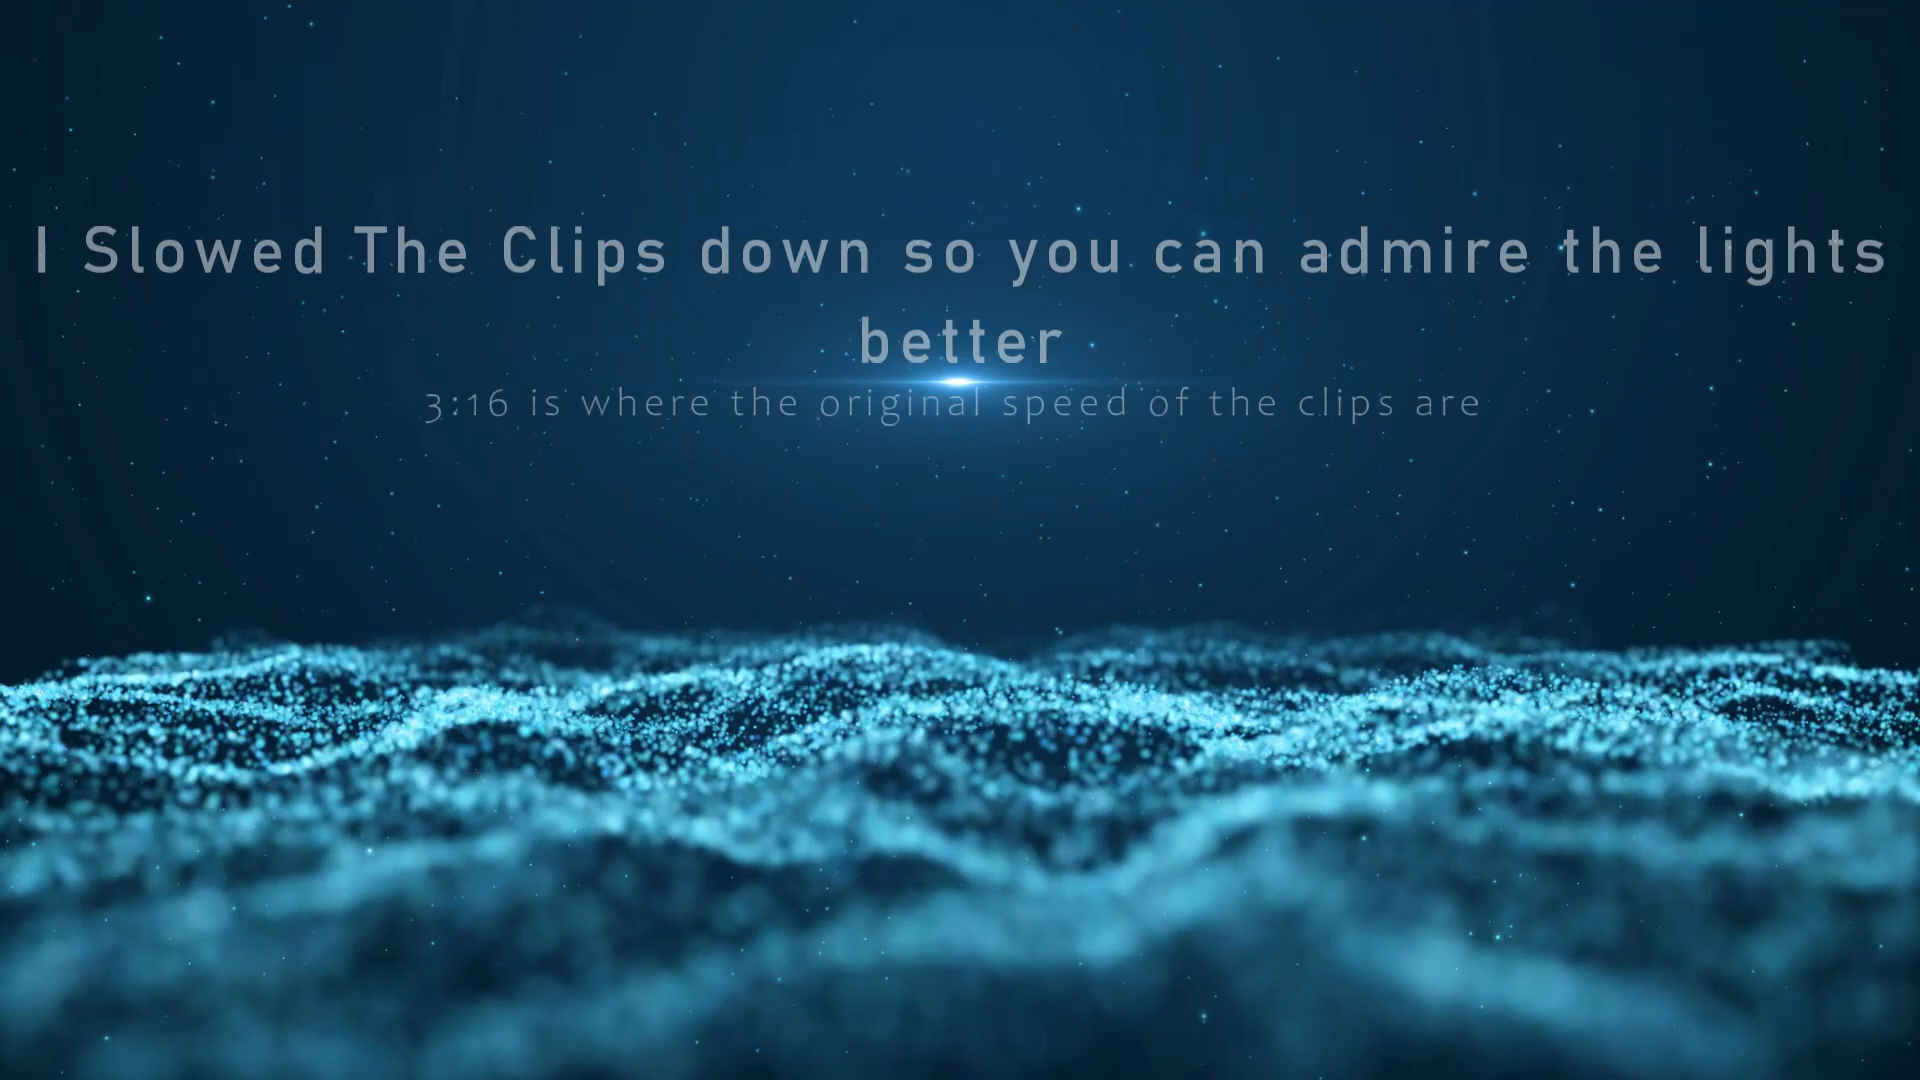 I Slowed The Clips down so you can admire the lights
better
3:16 is where the original speed of the clips are